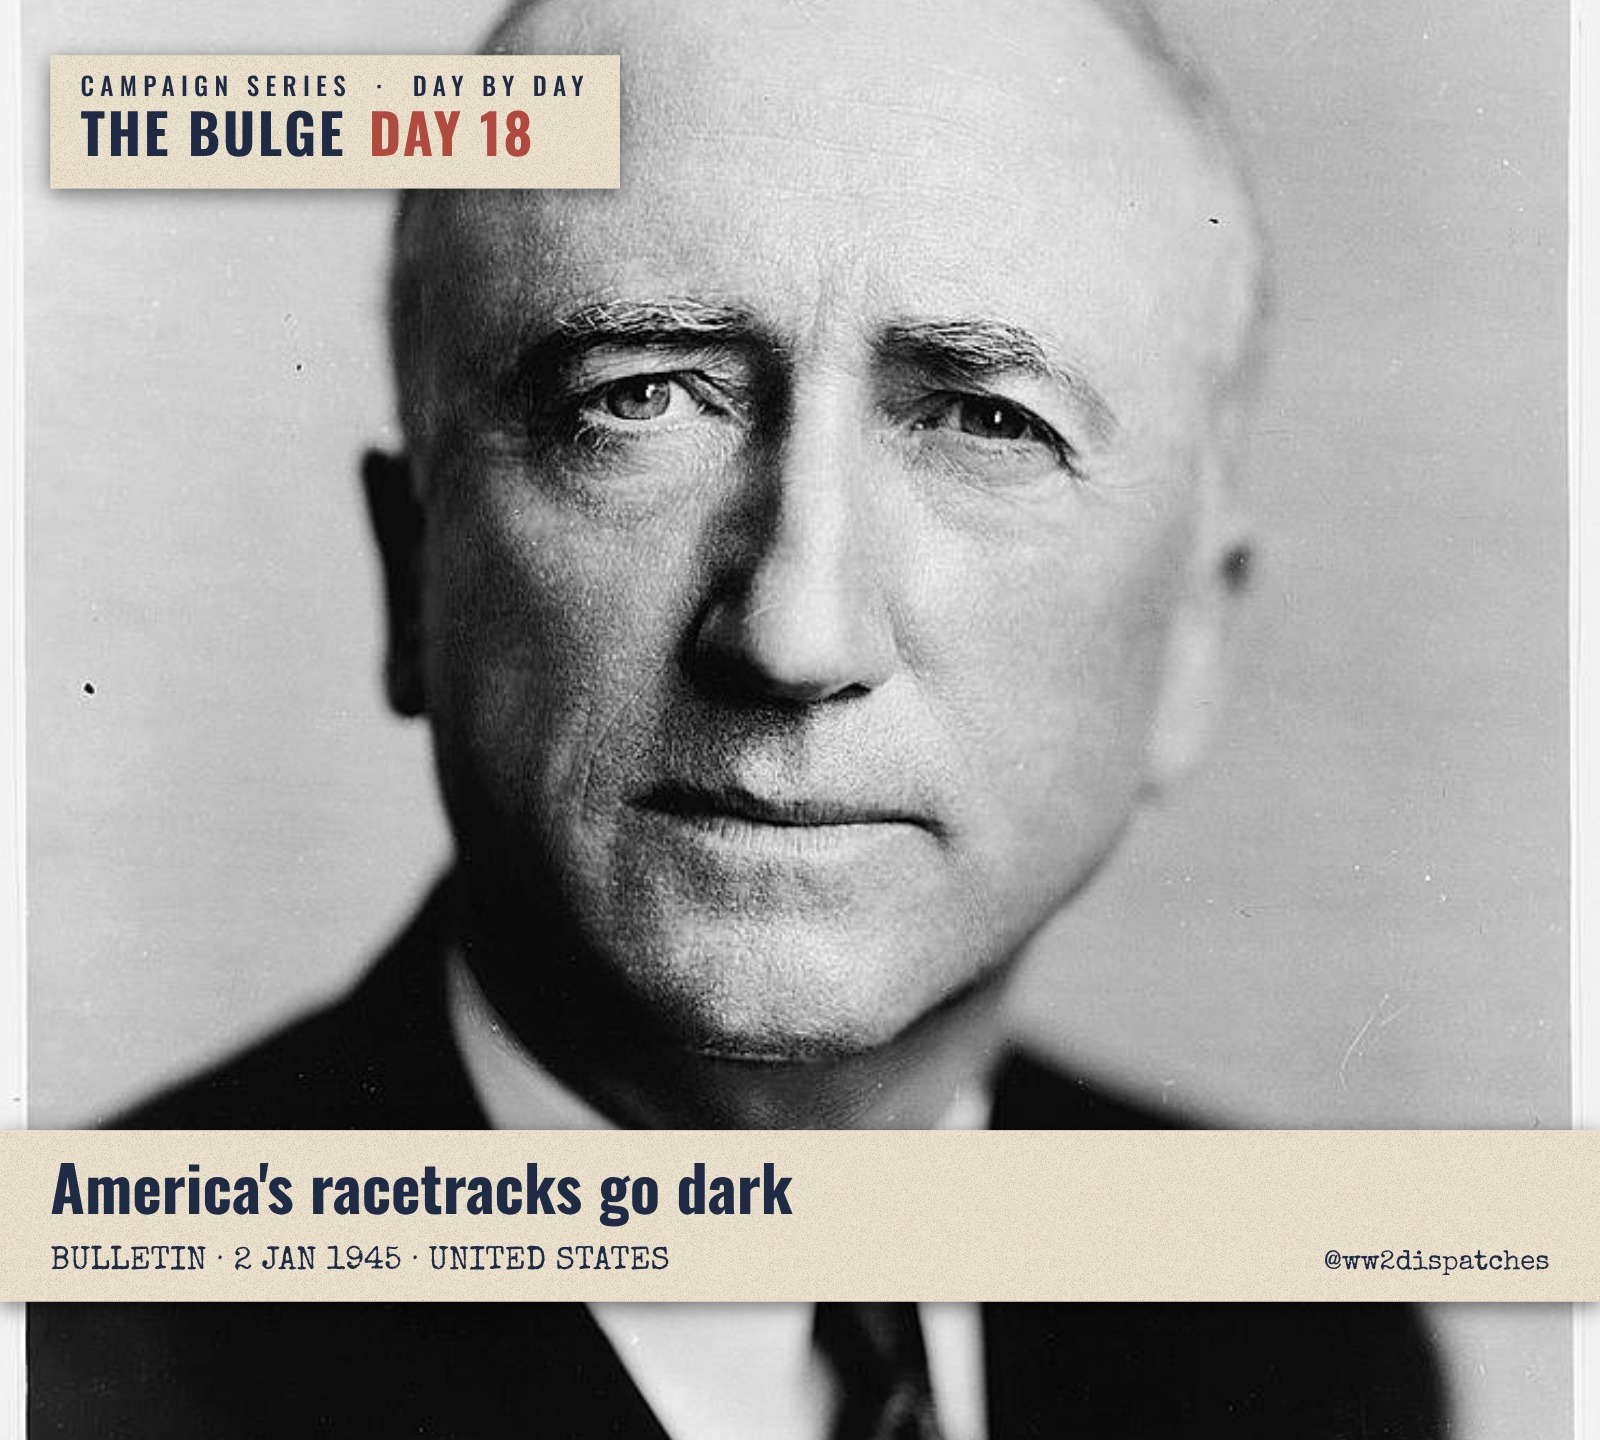 CAMPAIGN SERIES · DAY BY DAY
THE BULGE DAY 18
America's racetracks go dark
BULLETIN · 2 JAN 1945 · UNITED STATES
@ww2dispatches